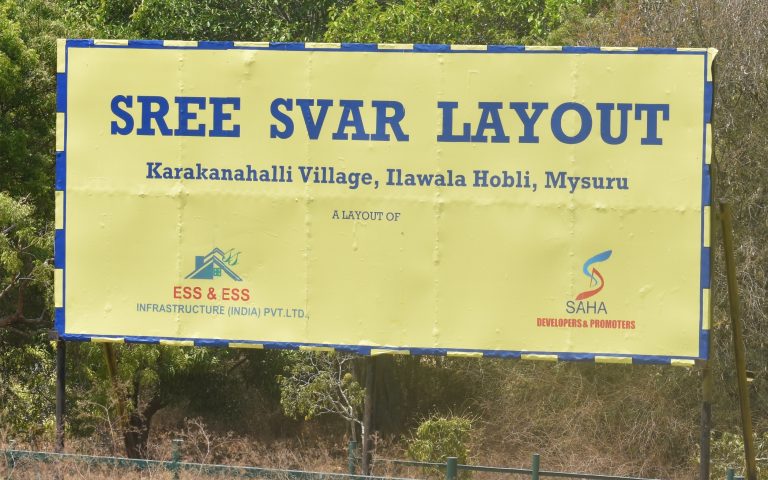 SREE SVAR LAYOUT
Karakanahalli Village, Ilawala Hobli, Mysuru
A LAYOUT OF
ESS & ESS
INFRASTRUCTURE (INDIA) PVT.LTD.,
SAHA
DEVELOPERS & PROMOTERS